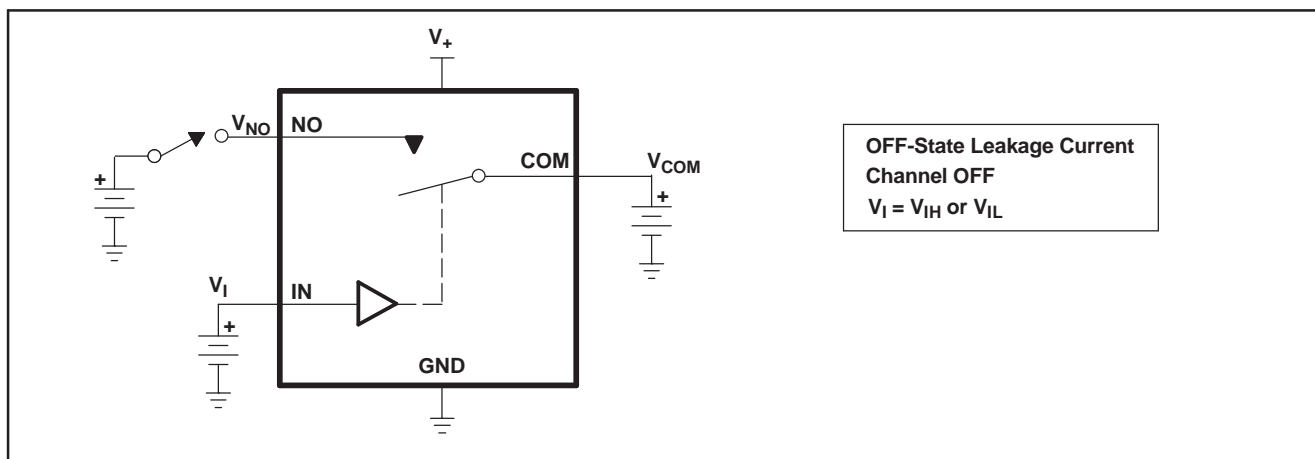 V+
VNO NO
COM VCOM
+
+
VI IN
+
GND
OFF-State Leakage Current
Channel OFF
VI = VIH or VIL